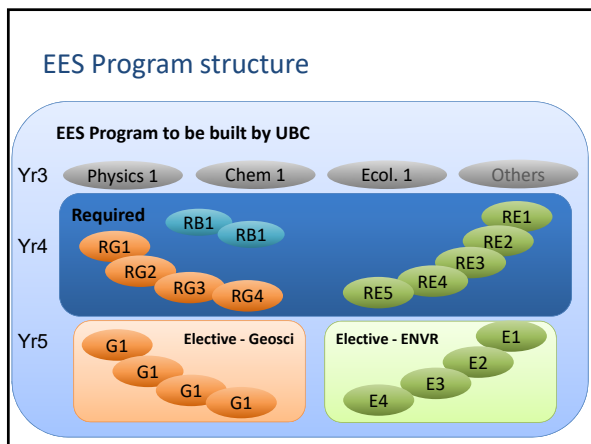 EES Program structure
EES Program to be built by UBC
Yr3
Physics 1
Chem 1
Ecol. 1
Others
Required
Yr4
RB1
RB1
RG1
RG2
RG3
RG4
RE1
RE2
RE3
RE4
RE5
Yr5
Elective - Geosci
G1
G1
G1
G1
Elective - ENVR
E1
E2
E3
E4